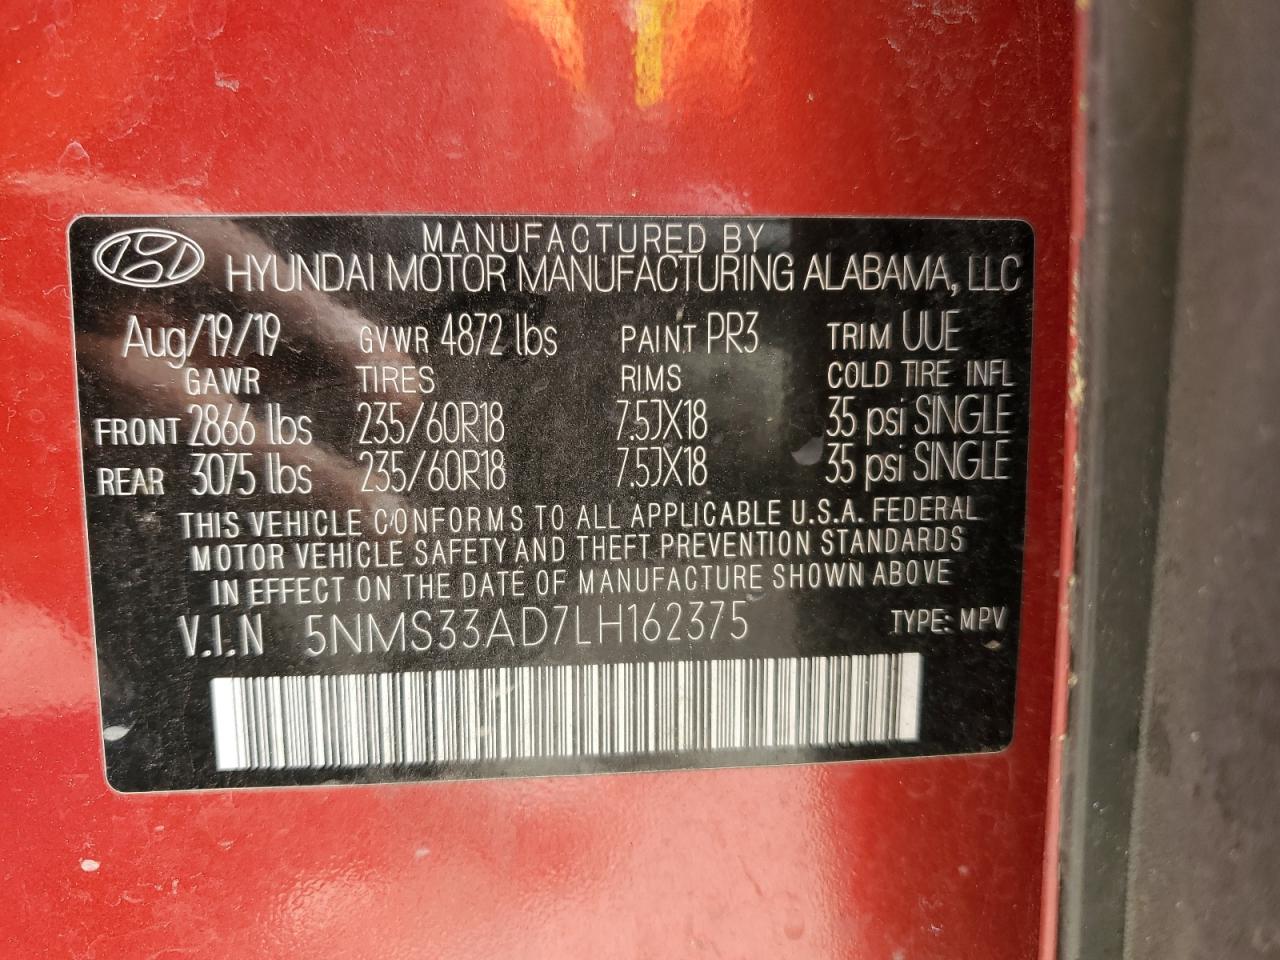 MANUFACTURED BY
HYUNDAI MOTOR MANUFACTURING ALABAMA, LLC
Aug/19/19 GVWR 4872 lbs PAINT PR3 TRIM UUE
GAWR TIRES RIMS COLD TIRE INFL
FRONT 2866 lbs 235/60R18 7.5JX18 35 psi SINGLE
REAR 3075 lbs 235/60R18 7.5JX18 35 psi SINGLE
THIS VEHICLE CONFORMS TO ALL APPLICABLE U.S.A. FEDERAL
MOTOR VEHICLE SAFETY AND THEFT PREVENTION STANDARDS
IN EFFECT ON THE DATE OF MANUFACTURE SHOWN ABOVE
V.I.N 5NMS33AD7LH162375 TYPE: MPV